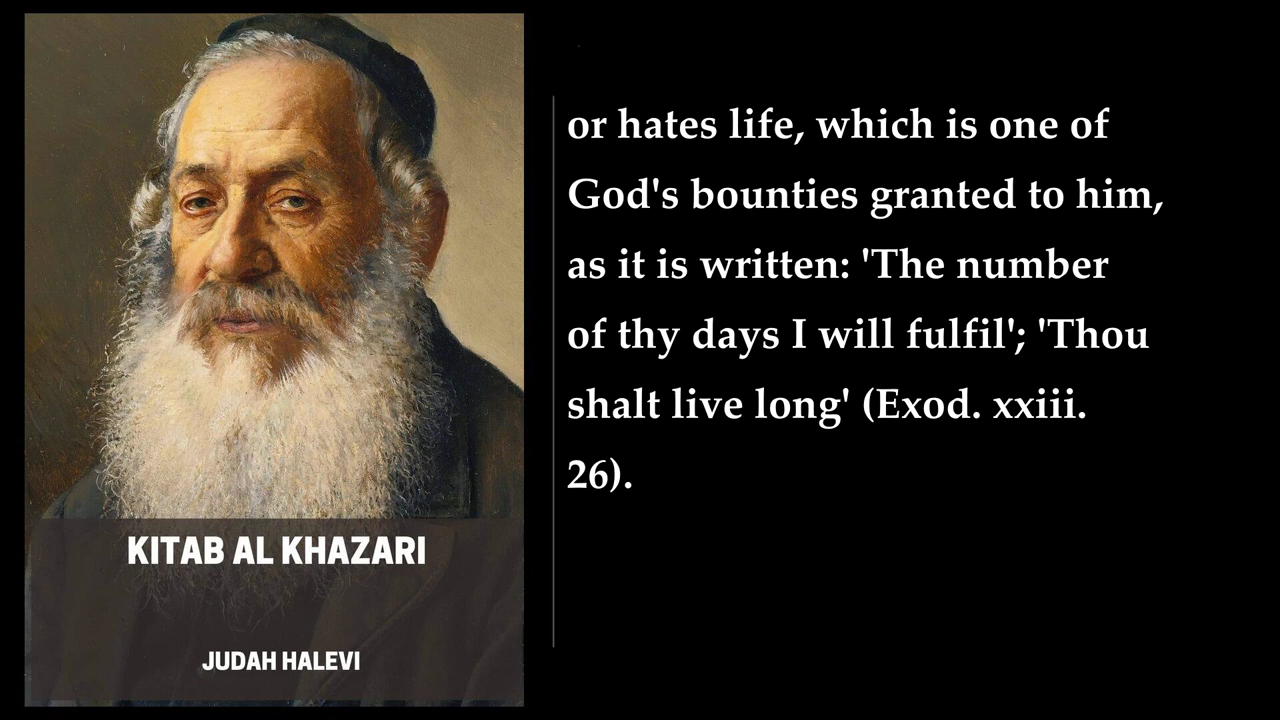 or hates life, which is one of
God's bounties granted to him,
as it is written: 'The number
of thy days I will fulfil'; 'Thou
shalt live long' (Exod. xxiii.
26).
KITAB AL KHAZARI
JUDAH HALEVI